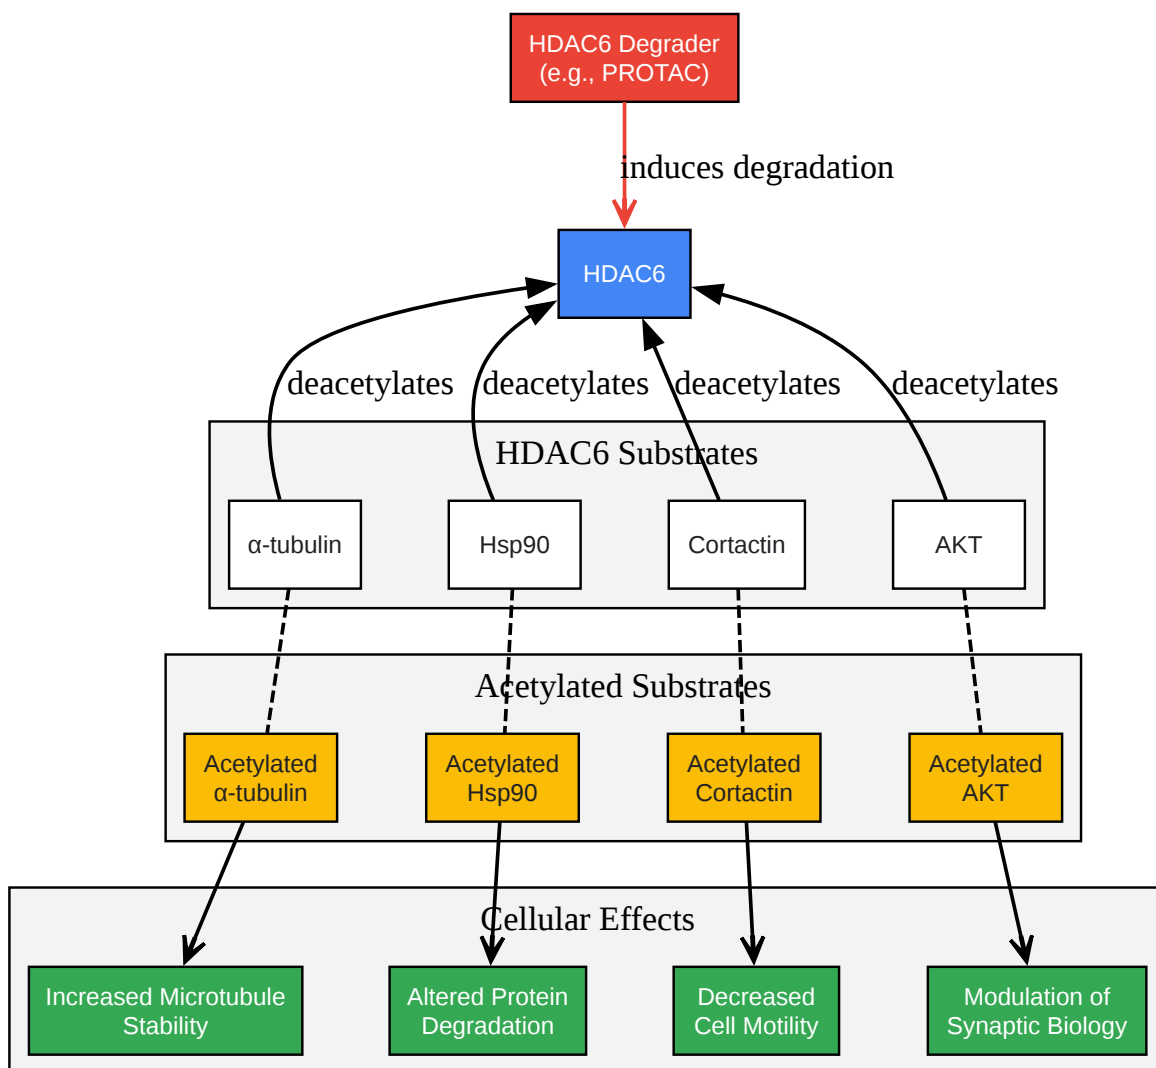 HDAC6 Degrader
(e.g., PROTAC)
induces degradation
HDAC6
deacetylates
deacetylates
deacetylates
deacetylates
HDAC6 Substrates
α-tubulin
Hsp90
Cortactin
AKT
Acetylated Substrates
Acetylated
α-tubulin
Acetylated
Hsp90
Acetylated
Cortactin
Acetylated
AKT
Cellular Effects
Increased Microtubule
Stability
Altered Protein
Degradation
Decreased
Cell Motility
Modulation of
Synaptic Biology